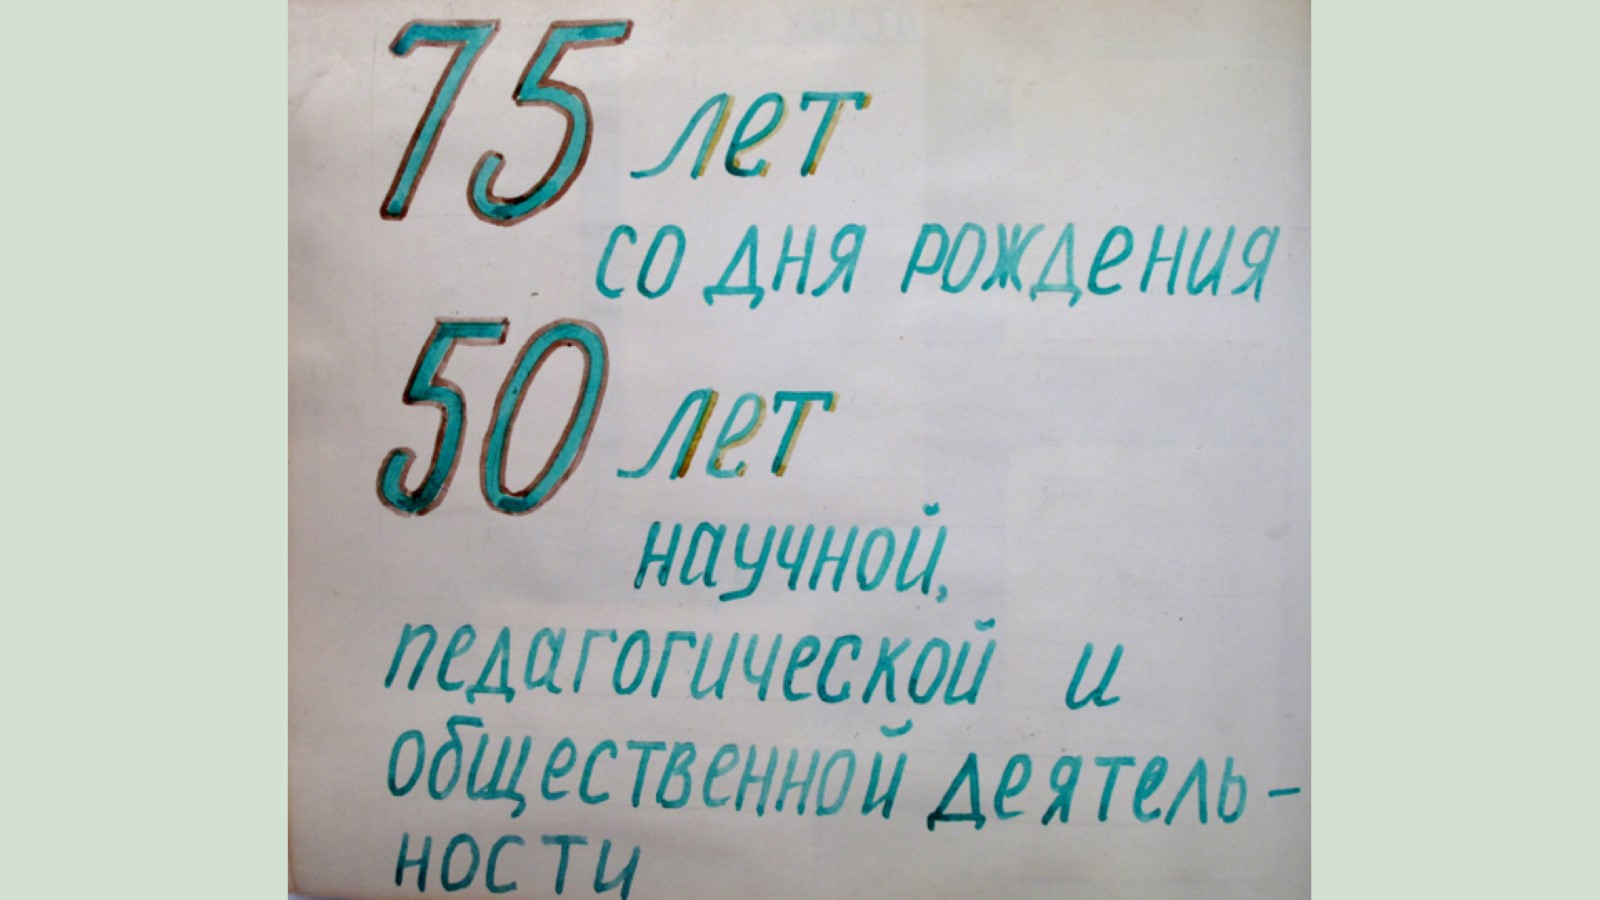 75 лет
со дня рождения
50 лет
научной,
педагогической и
общественной деятель-
ности